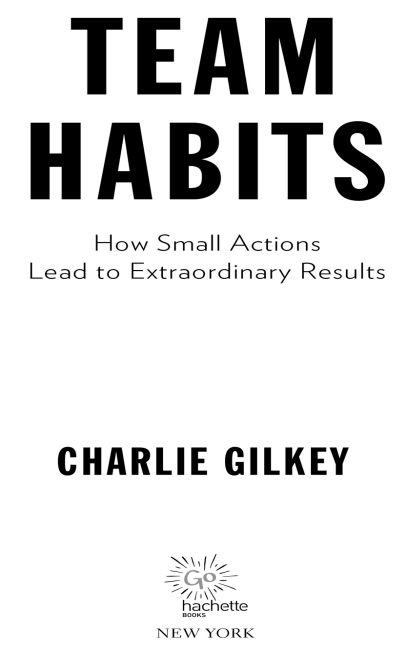 TEAM
HABITS
How Small Actions
Lead to Extraordinary Results
CHARLIE GILKEY
Go
hachette
BOOKS
NEW YORK